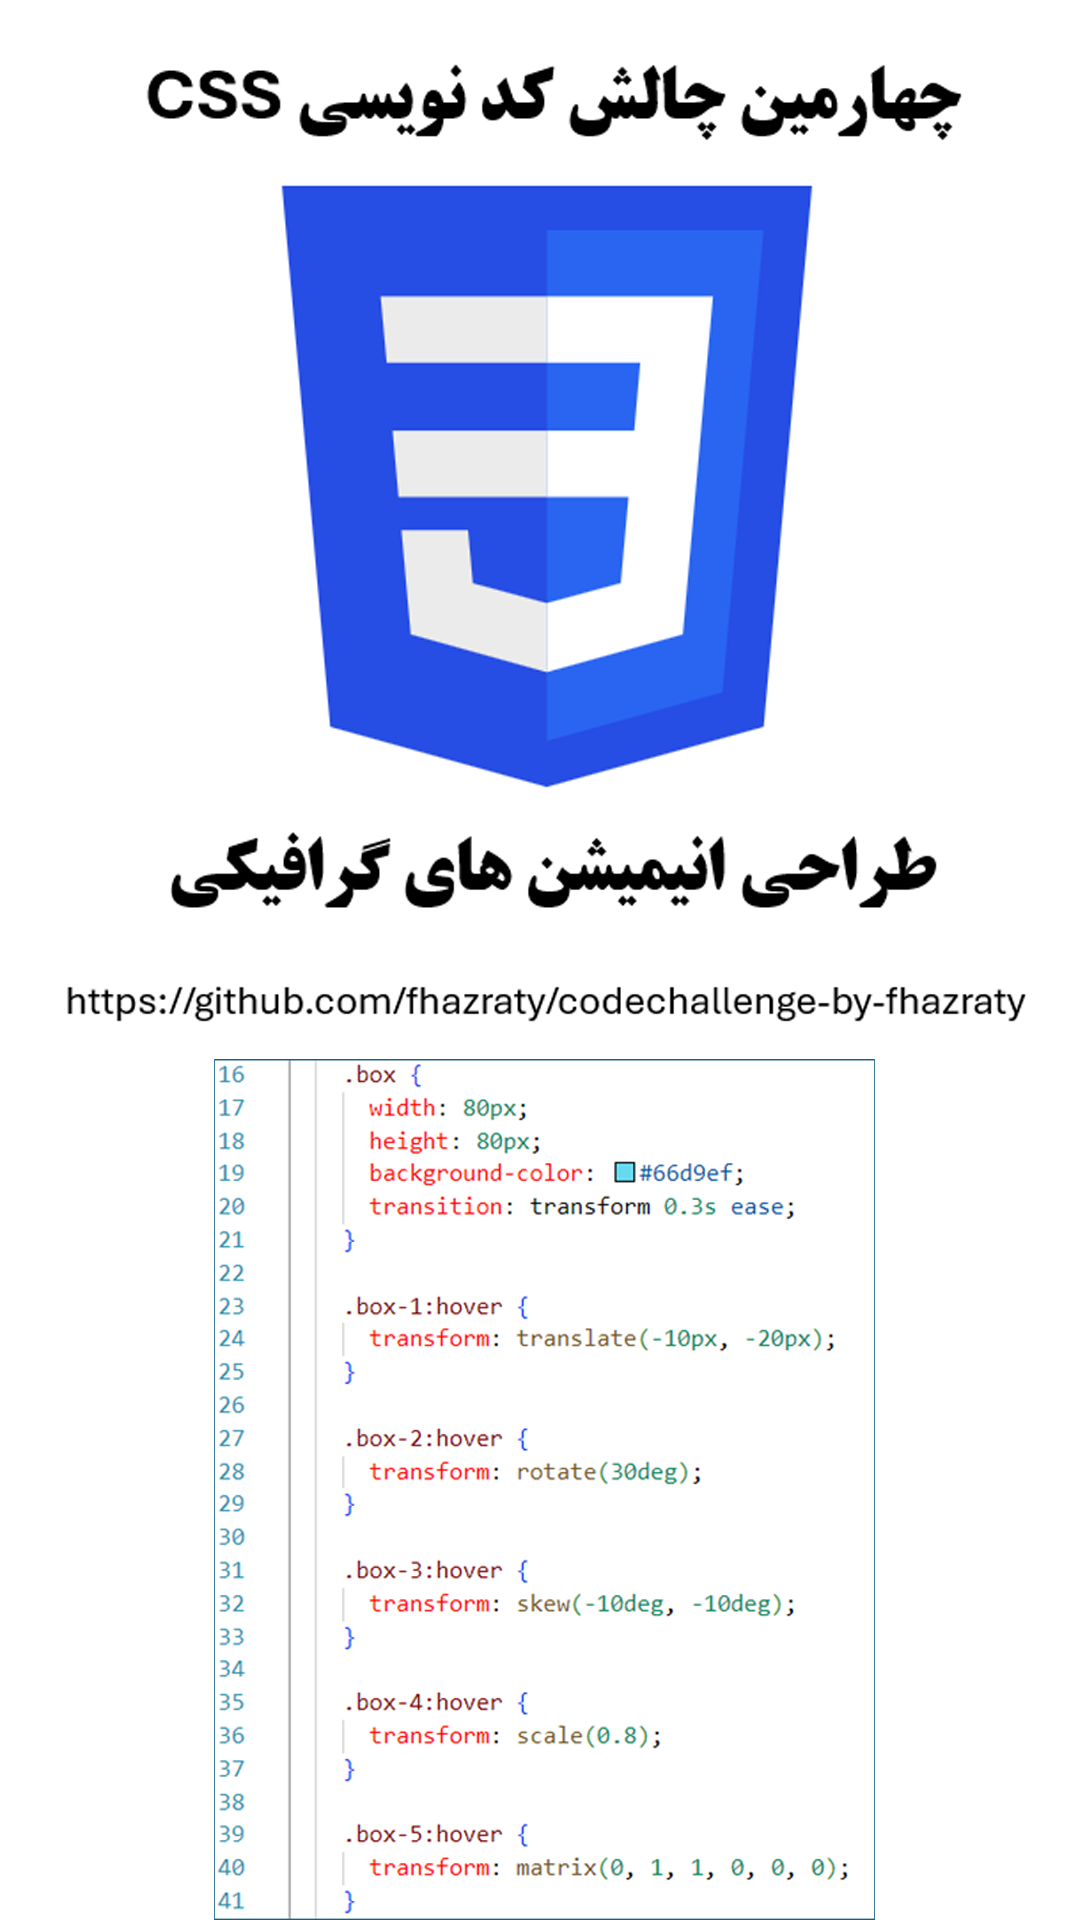 چهارمین چالش کد نویسی CSS
طراحی انیمیشن های گرافیکی
https://github.com/fhazraty/codechallenge-by-fhazraty
16 .box {
17 width: 80px;
18 height: 80px;
19 background-color: #66d9ef;
20 transition: transform 0.3s ease;
21 }
22
23 .box-1:hover {
24 transform: translate(-10px, -20px);
25 }
26
27 .box-2:hover {
28 transform: rotate(30deg);
29 }
30
31 .box-3:hover {
32 transform: skew(-10deg, -10deg);
33 }
34
35 .box-4:hover {
36 transform: scale(0.8);
37 }
38
39 .box-5:hover {
40 transform: matrix(0, 1, 1, 0, 0, 0);
41 }